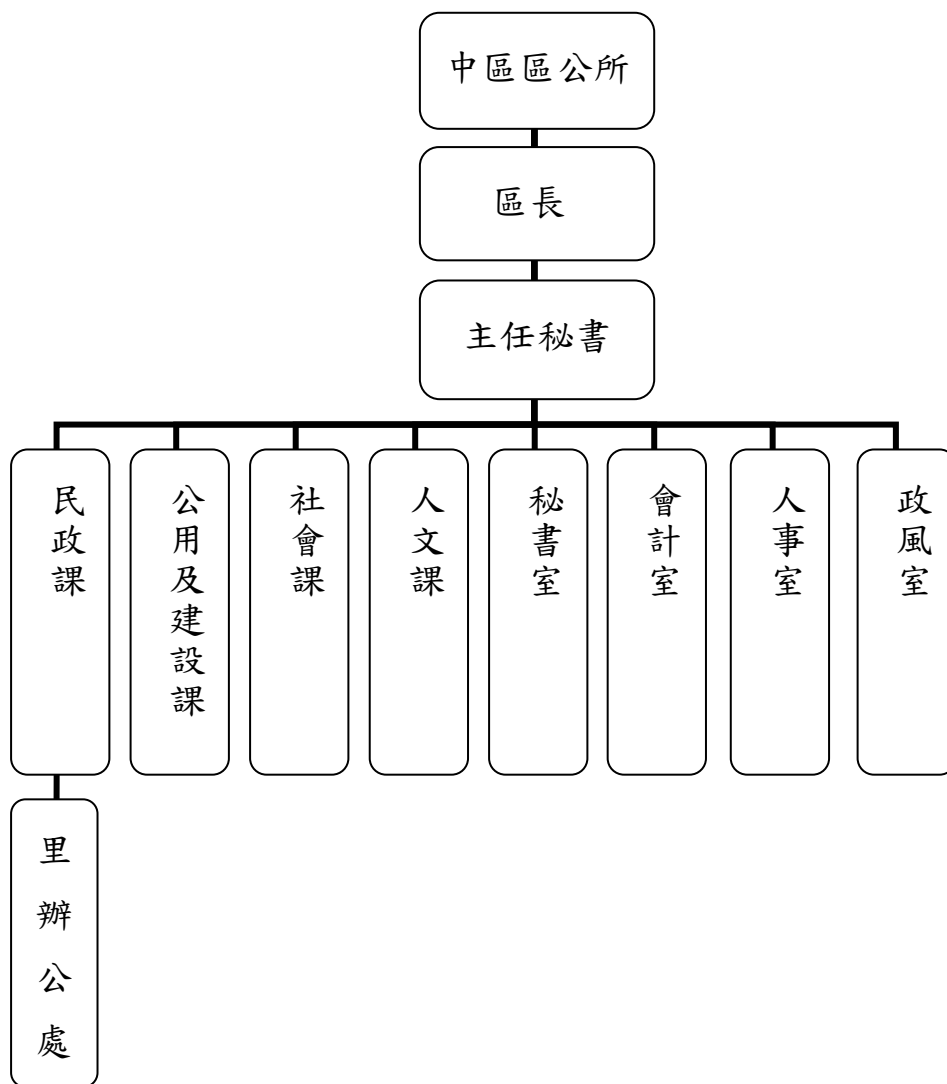 中區區公所
區長
主任秘書
民政課
公用及建設課
社會課
人文課
秘書室
會計室
人事室
政風室
里辦公處